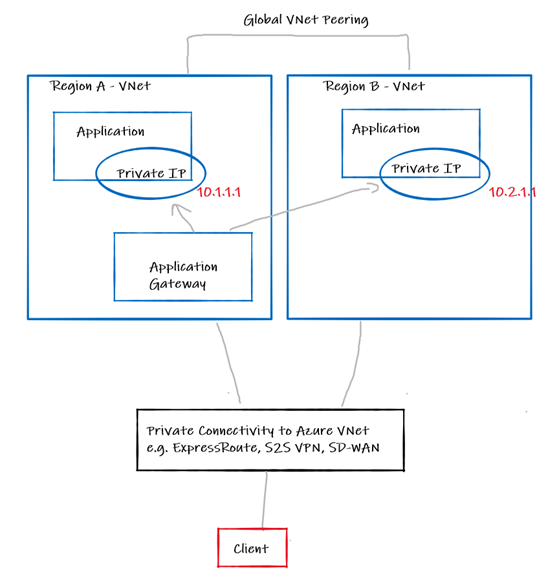 Global VNet Peering
Region A - VNet
Region B - VNet
Application
Application
Private IP
Private IP
10.1.1.1
10.2.1.1
Application
Gateway
Private Connectivity to Azure VNet
e.g. ExpressRoute, S2S VPN, SD-WAN
Client